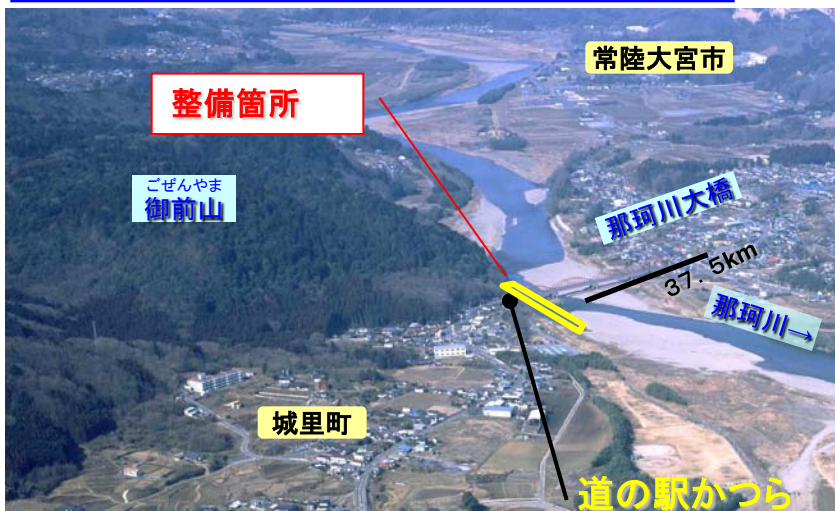 常陸大宮市
整備箇所
ごぜんやま
御前山
那珂川大橋
37.5km
那珂川→
城里町
道の駅かつら